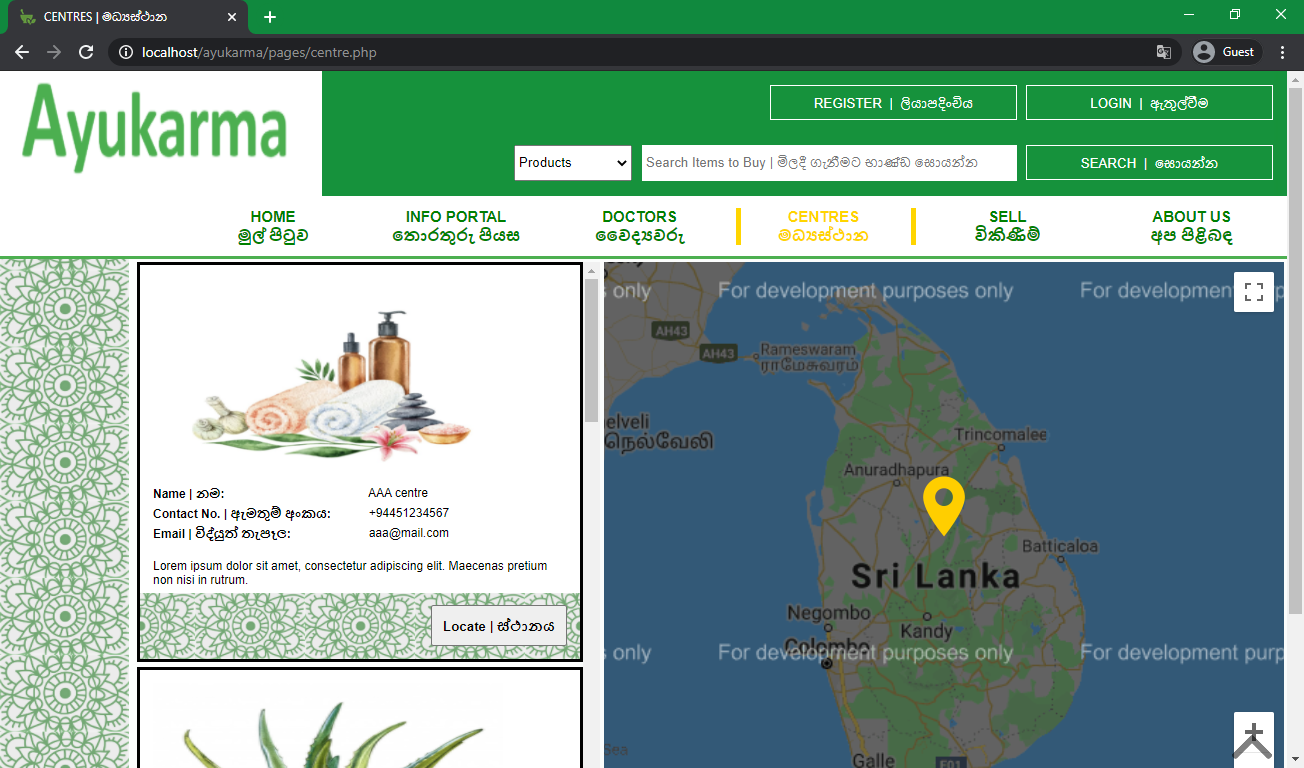 CENTRES | මධ්‍යස්ථාන
localhost/ayukarma/pages/centre.php
Guest
Ayukarma
REGISTER | ලියාපදිංචිය
LOGIN | ඇතුල්වීම
Products
Search Items to Buy | මිලදී ගැනීමට භාණ්ඩ සොයන්න
SEARCH | සොයන්න
HOME
මුල් පිටුව
INFO PORTAL
තොරතුරු පියස
DOCTORS
වෛද්‍යවරු
CENTRES
මධ්‍යස්ථාන
SELL
විකිණීම්
ABOUT US
අප පිළිබඳ
Name | නම: AAA centre
Contact No. | ඇමතුම් අංකය: +94451234567
Email | විද්යුත් තැපෑල: aaa@mail.com
Lorem ipsum dolor sit amet, consectetur adipiscing elit. Maecenas pretium
non nisi in rutrum.
Locate | ස්ථානය
s only
For development purposes only
For development p
AH43
AH43
Rameswaram
ராமேசுவரம்
elveli
நெல்வேலி
Trincomalee
Anuradhapura
Batticaloa
Sri Lanka
Negombo
Kandy
Colombo
s only
For development purposes only
For development purp
Sea
Galle
E01